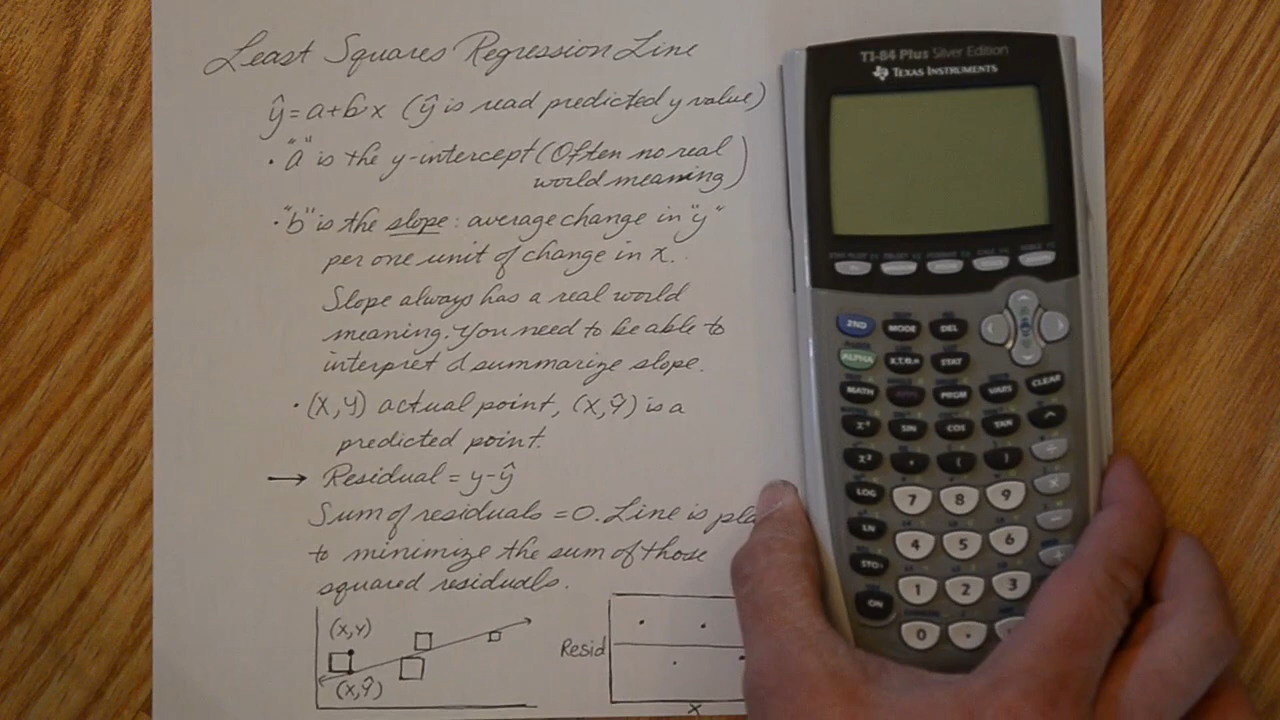 Least Squares Regression Line
ŷ = a+bx (ŷ is read predicted y value)
• "a" is the y-intercept (Often no real
world meaning)
• "b" is the slope: average change in "y"
per one unit of change in x.
Slope always has a real world
meaning. You need to be able to
interpret & summarize slope.
• (X,Y) actual point, (X,Ŷ) is a
predicted point.
→ Residual = y-ŷ
Sum of residuals = 0. Line is
to minimize the sum of those
squared residuals.
(X,Y)
(X,Ŷ)
Resid
X
TI-84 Plus Silver Edition
TEXAS INSTRUMENTS
2ND MODE DEL
ALPHA X,T,θ,n STAT
MATH PRGM VARS CLEAR
x⁻¹ SIN COS TAN ^
x² , ( ) ÷
LOG 7 8 9 ×
LN 4 5 6 −
STO→ 1 2 3 +
ON 0 .